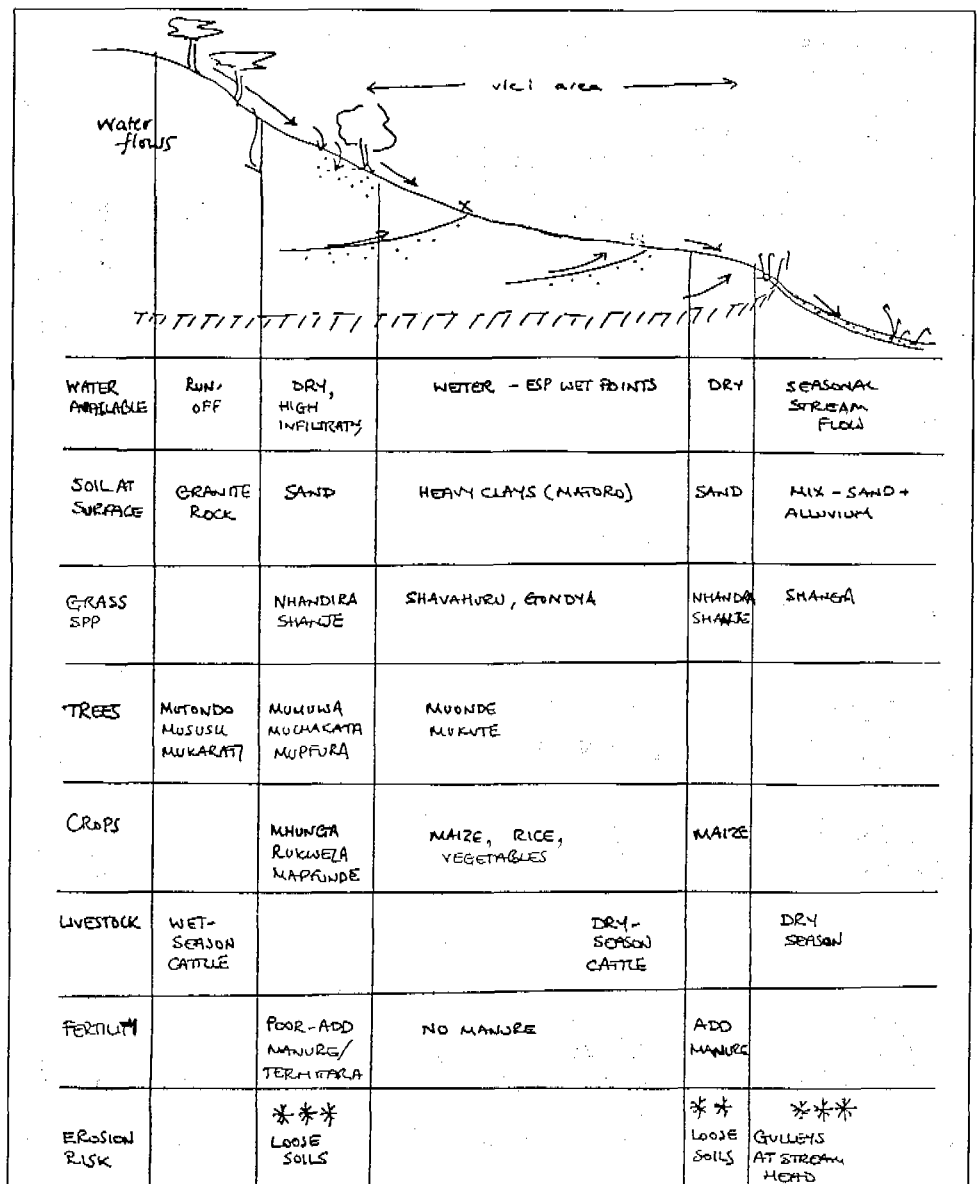 vlei area
Water
flows
WATER
AVAILABLE
RUN-
OFF
DRY,
HIGH
INFILTRATN
WETTER - ESP WET POINTS
DRY
SEASONAL
STREAM
FLOW
SOIL AT
SURFACE
GRANITE
ROCK
SAND
HEAVY CLAYS (MATORO)
SAND
MIX - SAND +
ALLUVIUM
GRASS
SPP
NHANDIRA
SHANJE
SHAVAHURU, GONDYA
NHANDRA
SHANJE
SHANGA
TREES
MUTONDO
MUSUSU
MUKARATI
MUHUWA
MUCHAKATA
MUPFURA
MUONDE
MUKUTE
CROPS
MHUNGA
RUKWEZA
MAPFUNDE
MAIZE, RICE,
VEGETABLES
MAIZE
LIVESTOCK
WET-
SEASON
CATTLE
DRY-
SEASON
CATTLE
DRY
SEASON
FERTILITY
POOR-ADD
MANURE/
TERMITARA
NO MANURE
ADD
MANURE
EROSION
RISK
***
LOOSE
SOILS
**
LOOSE
SOILS
***
GULLEYS
AT STREAM
HEAD